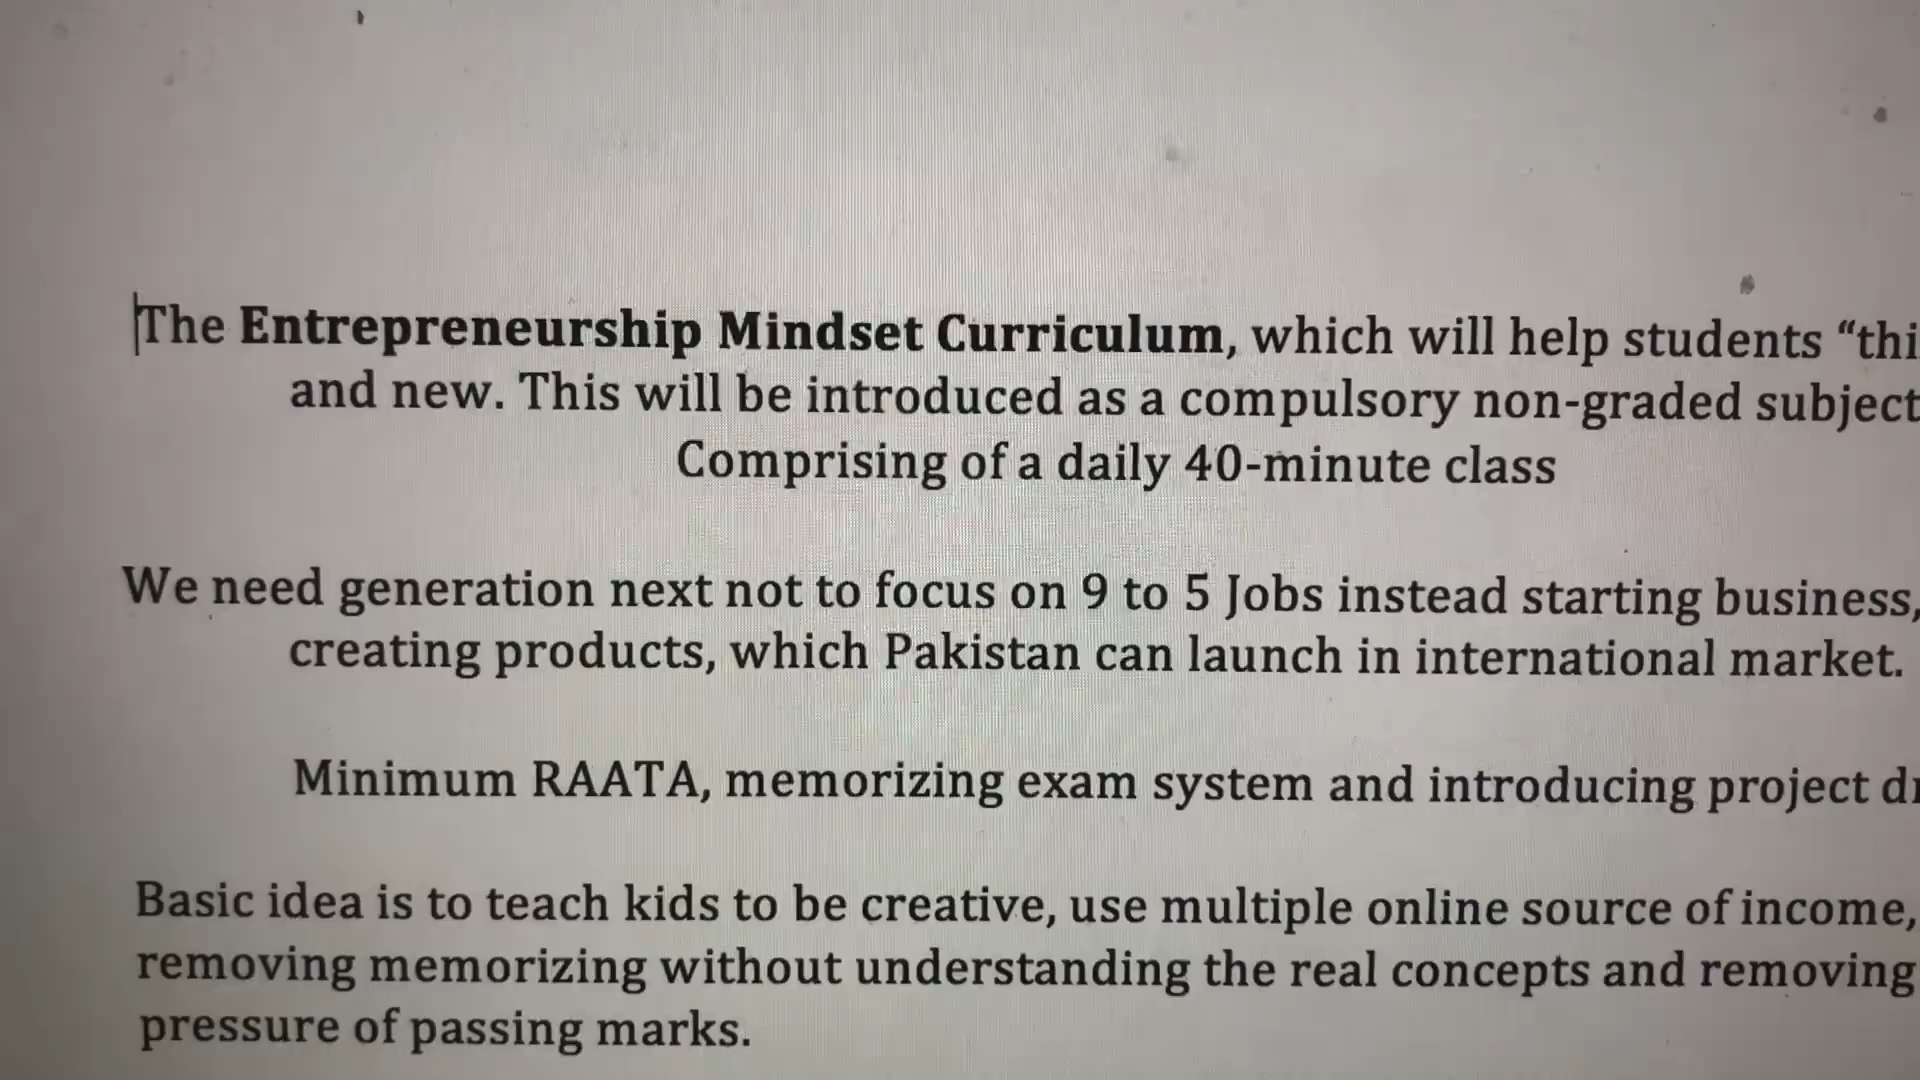 The Entrepreneurship Mindset Curriculum, which will help students
and new. This will be introduced as a compulsory non-graded subject
Comprising of a daily 40-minute class
We need generation next not to focus on 9 to 5 Jobs instead starting business,
creating products, which Pakistan can launch in international market.
Minimum RAATA, memorizing exam system and introducing project
Basic idea is to teach kids to be creative, use multiple online source of income,
removing memorizing without understanding the real concepts and removing
pressure of passing marks.